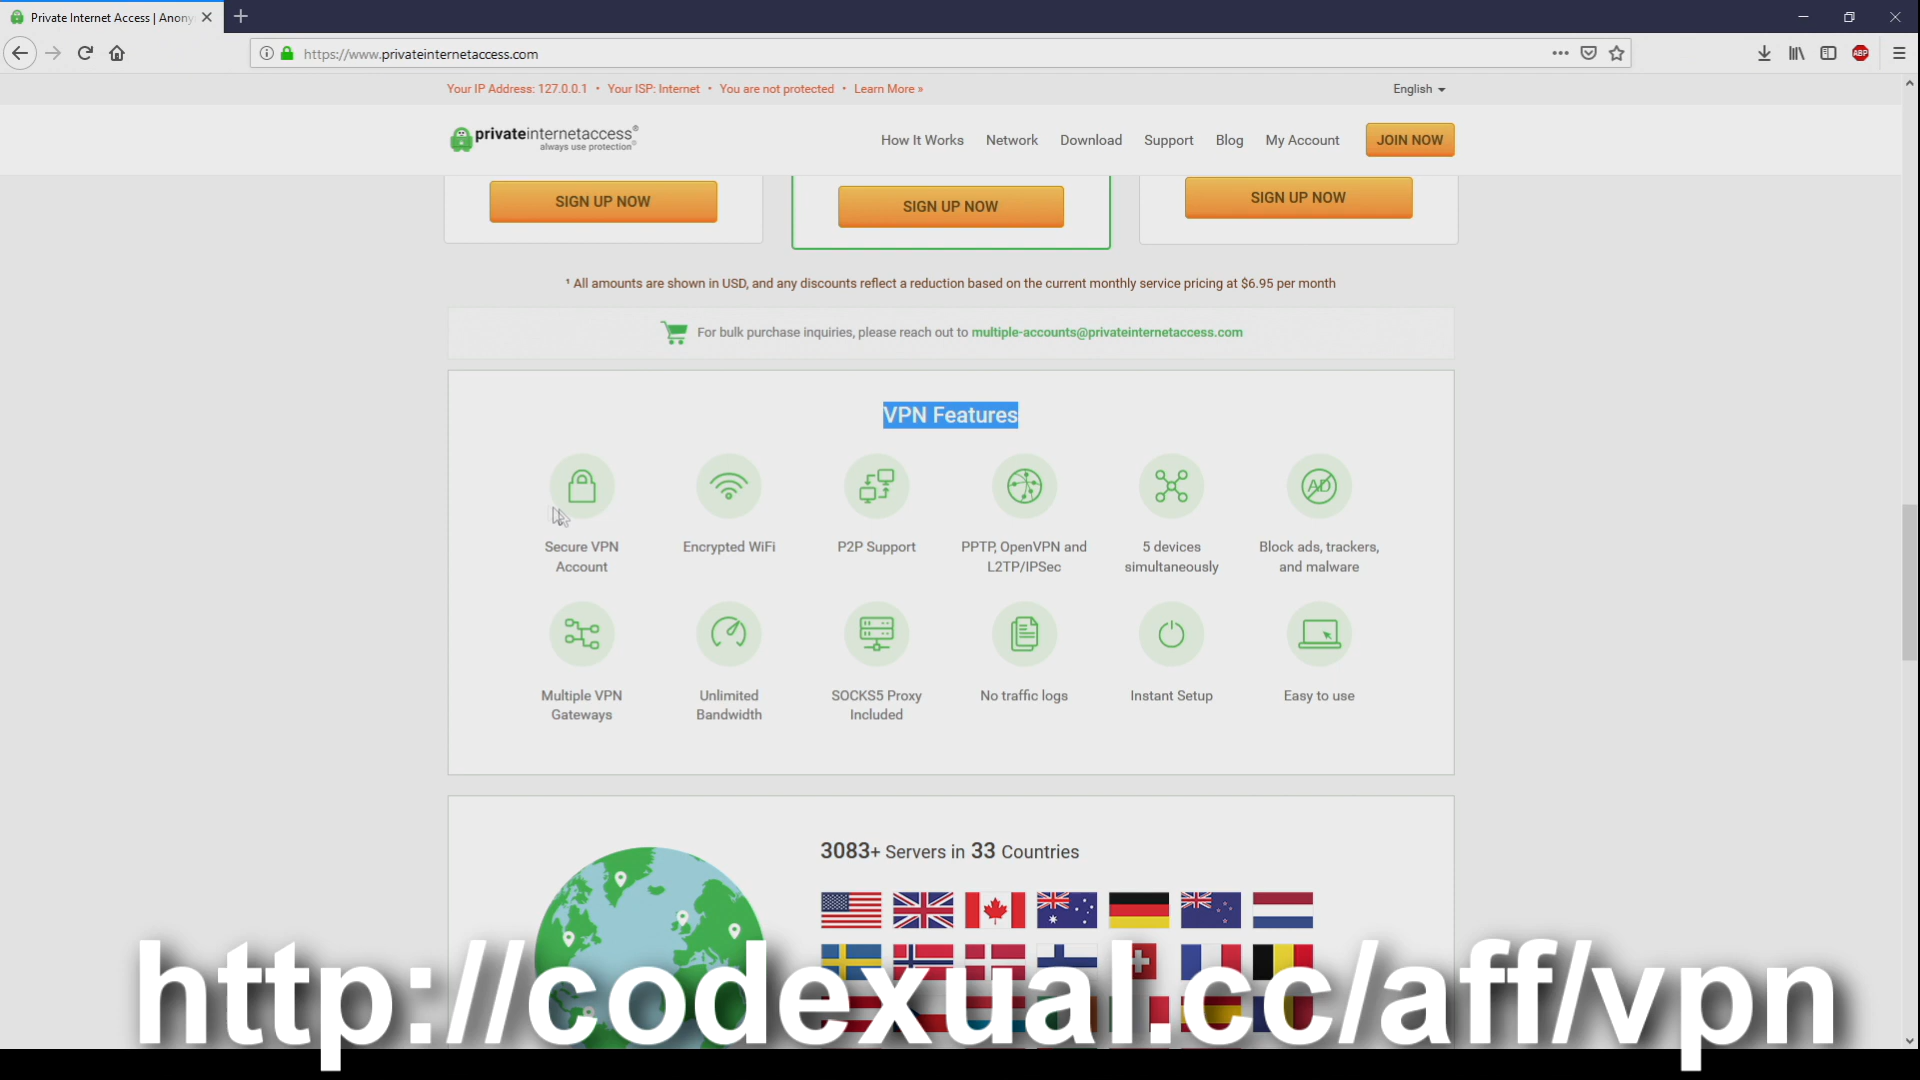 Private Internet Access | Anony
https://www.privateinternetaccess.com
ABP
Your IP Address: 127.0.0.1 • Your ISP: Internet • You are not protected • Learn More »
English
privateinternetaccess®
always use protection
How It Works
Network
Download
Support
Blog
My Account
JOIN NOW
SIGN UP NOW
SIGN UP NOW
SIGN UP NOW
¹ All amounts are shown in USD, and any discounts reflect a reduction based on the current monthly service pricing at $6.95 per month
For bulk purchase inquiries, please reach out to multiple-accounts@privateinternetaccess.com
VPN Features
Secure VPN
Account
Encrypted WiFi
P2P Support
PPTP, OpenVPN and
L2TP/IPSec
5 devices
simultaneously
AD
Block ads, trackers,
and malware
Multiple VPN
Gateways
Unlimited
Bandwidth
SOCKS5 Proxy
Included
No traffic logs
Instant Setup
Easy to use
3083+ Servers in 33 Countries
http://codexual.cc/aff/vpn